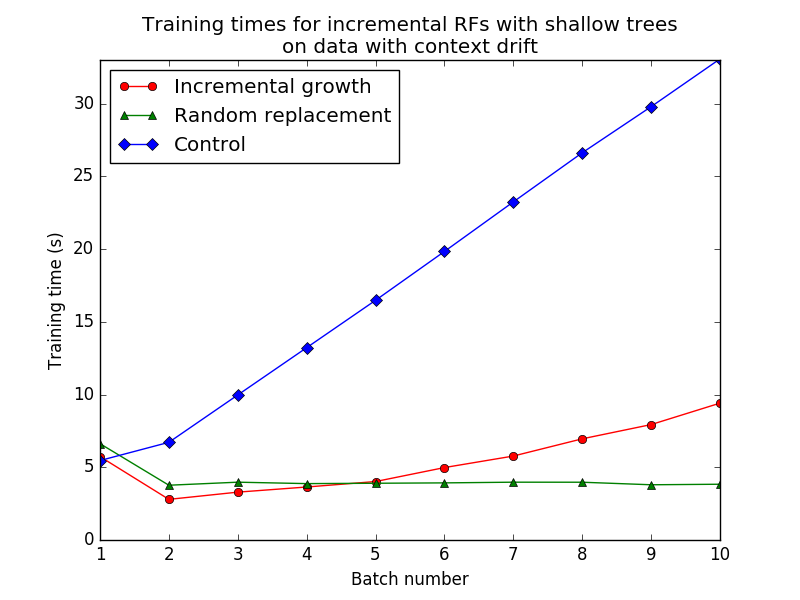 Training times for incremental RFs with shallow trees
on data with context drift
Incremental growth
Random replacement
Control
30
25
20
15
10
5
0
Training time (s)
1 2 3 4 5 6 7 8 9 10
Batch number